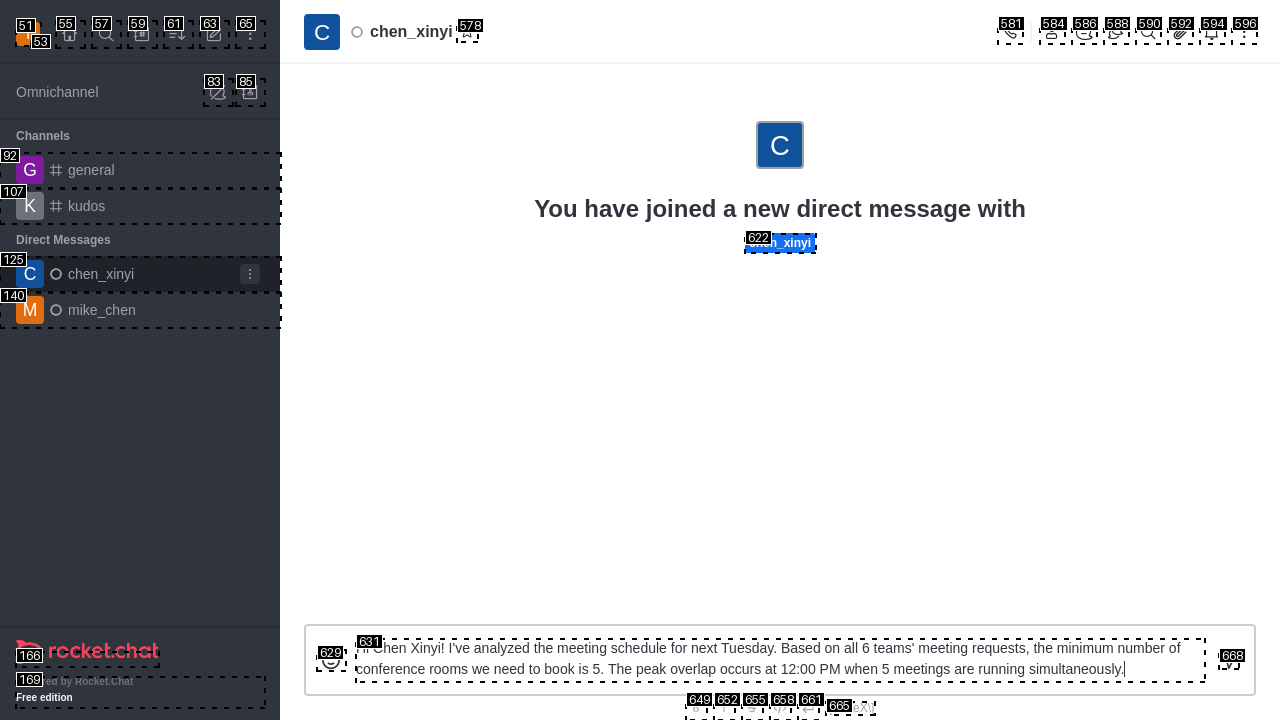 51
53
55
57
59
61
63
65
C
chen_xinyi
578
581
584
586
588
590
592
594
596
Omnichannel
83
85
Channels
92
G
general
107
K
kudos
Direct Messages
125
C
chen_xinyi
140
M
mike_chen
C
You have joined a new direct message with
622
chen_xinyi
629
631
Chen Xinyi! I've analyzed the meeting schedule for next Tuesday. Based on all 6 teams' meeting requests, the minimum number of
conference rooms we need to book is 5. The peak overlap occurs at 12:00 PM when 5 meetings are running simultaneously.
668
649
652
655
658
661
665
166
rocket.chat
169
by Rocket.Chat
Free edition